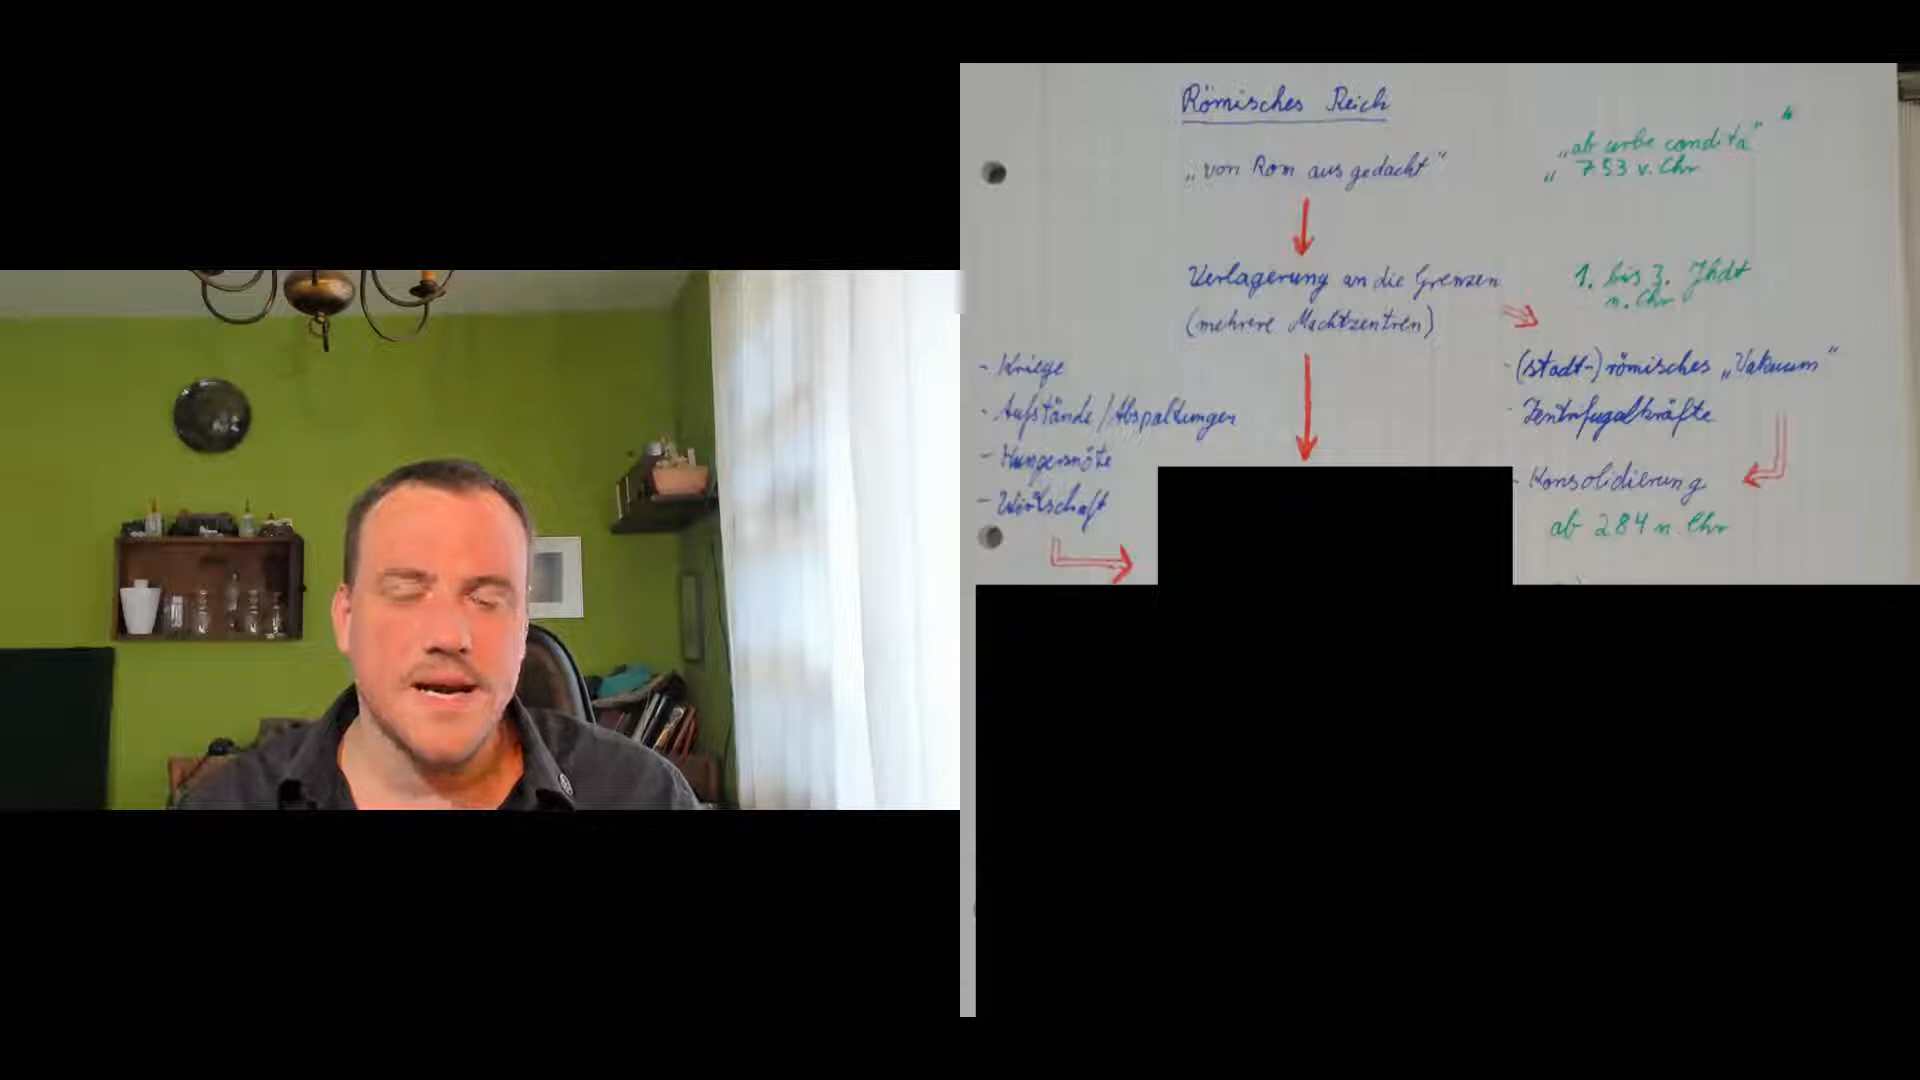 Römisches Reich
„von Rom aus gedacht“
„ab urbe condita“ “
„ 753 v. Chr
Verlagerung an die Grenzen
(mehrere Machtzentren)
1. bis 3. Jhdt
n. Chr
- Kriege
- Aufstände/Abspaltungen
- Hungersnöte
- Wirtschaft
- (stadt-)römisches „Vakuum“
- Zentrifugalkräfte
- Konsolidierung
ab 284 n. Chr